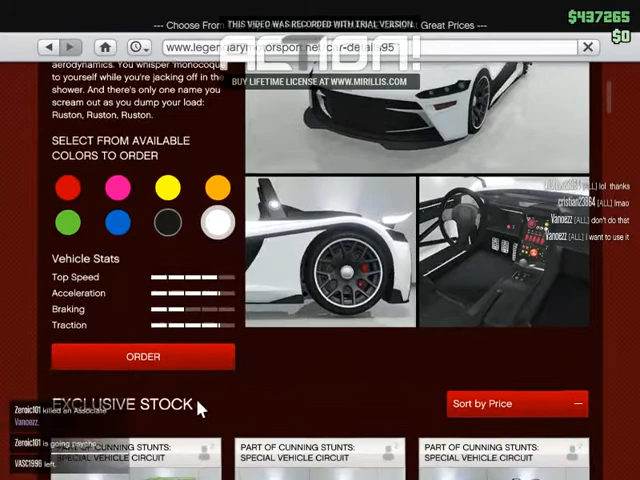 --- Choose From
THIS VIDEO WAS RECORDED WITH TRIAL VERSION
Great Prices ---
$437265
$0
www.legendarymotorsport.net/car-details95
ACTION!
BUY LIFETIME LICENSE AT WWW.MIRILLIS.COM
aerodynamics. You whisper 'monocoque'
to yourself while you're jacking off in the
shower. And there's only one name you
scream out as you dump your load:
Ruston, Ruston, Ruston.
SELECT FROM AVAILABLE
COLORS TO ORDER
[ALL] lol thanks
cristian23864 [ALL] lmao
Vanoezz [ALL] don't do that
Vanoezz [ALL] I want to use it
Vehicle Stats
Top Speed
Acceleration
Braking
Traction
ORDER
EXCLUSIVE STOCK
Sort by Price
Zeroic101 killed an Associate
Vanoezz.
Zeroic101 is going psycho.
VASC1998 left.
PART OF CUNNING STUNTS:
SPECIAL VEHICLE CIRCUIT
2
PART OF CUNNING STUNTS:
SPECIAL VEHICLE CIRCUIT
2
PART OF CUNNING STUNTS:
SPECIAL VEHICLE CIRCUIT
2